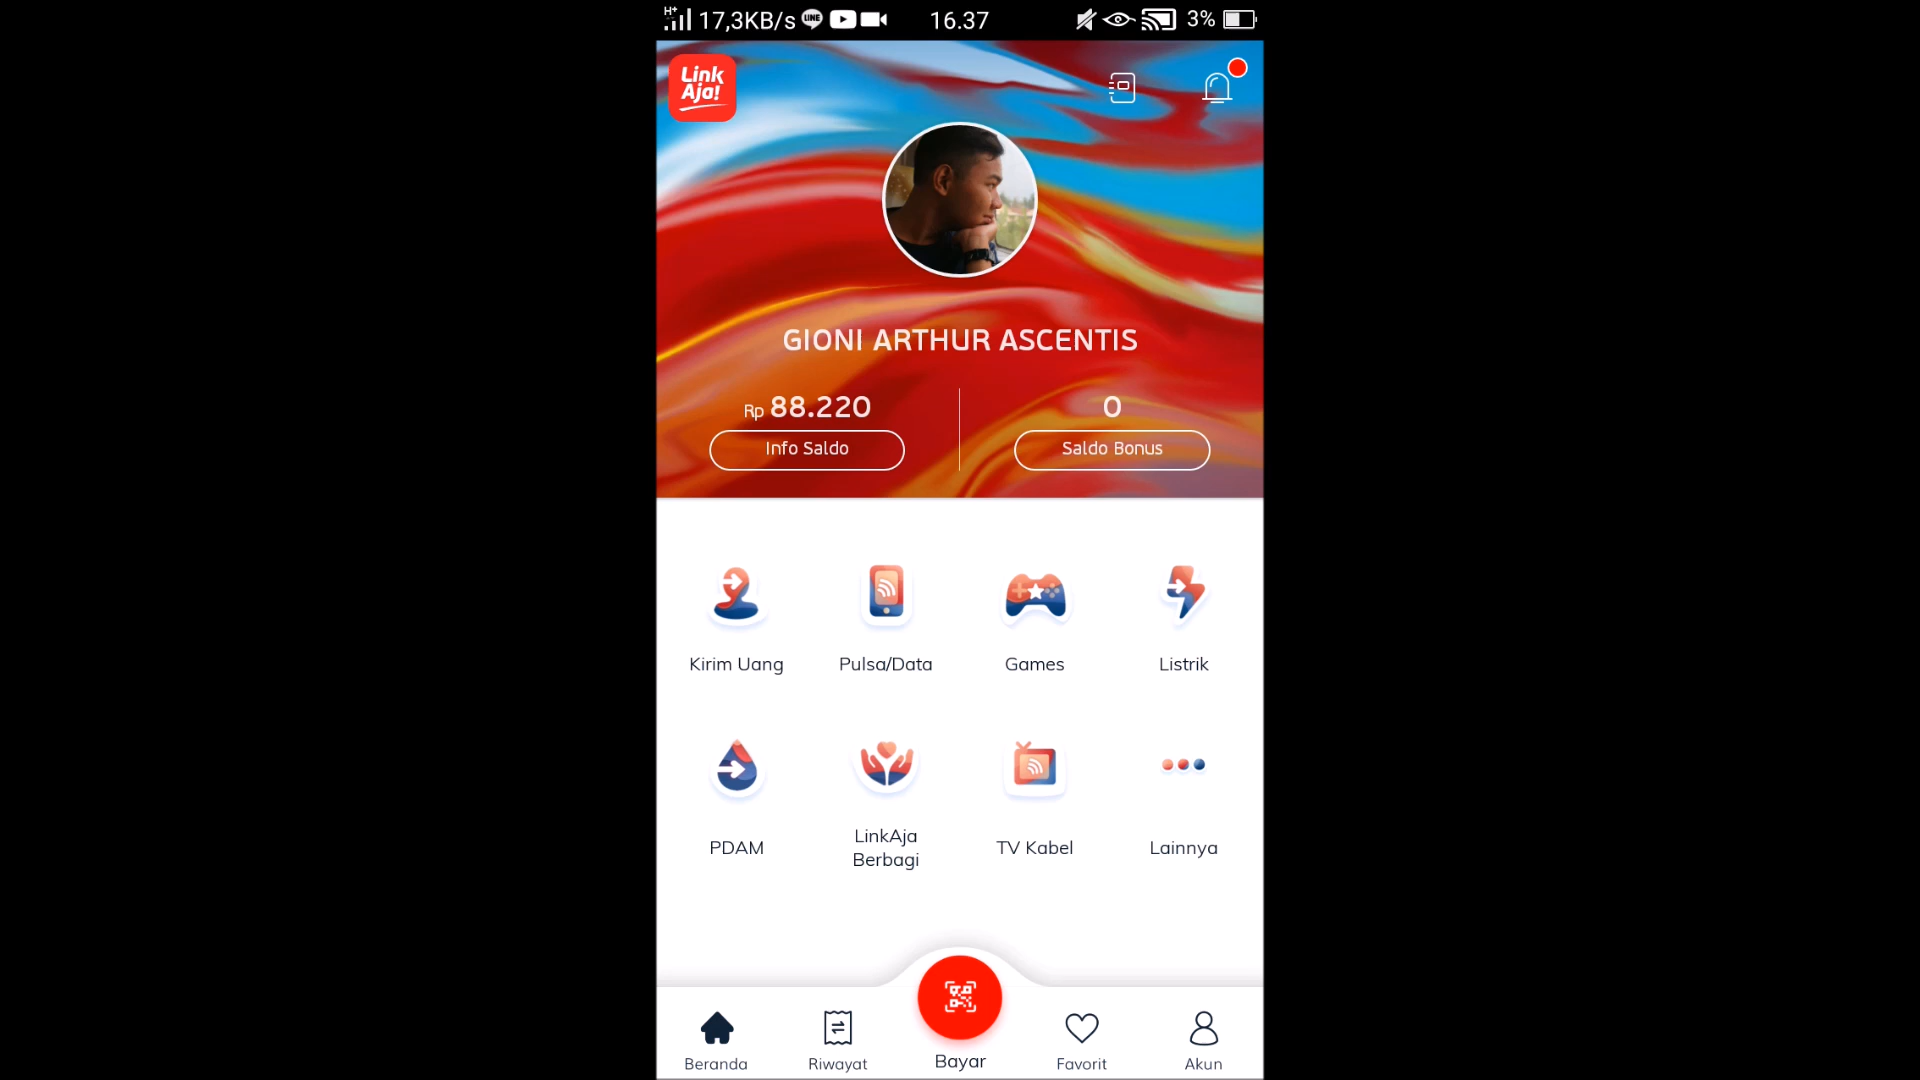 H+ 17,3KB/s LINE 16.37 3%
Link
Aja!
GIONI ARTHUR ASCENTIS
Rp 88.220 0
Info Saldo Saldo Bonus
Kirim Uang Pulsa/Data Games Listrik
PDAM LinkAja Berbagi TV Kabel Lainnya
Beranda Riwayat Bayar Favorit Akun